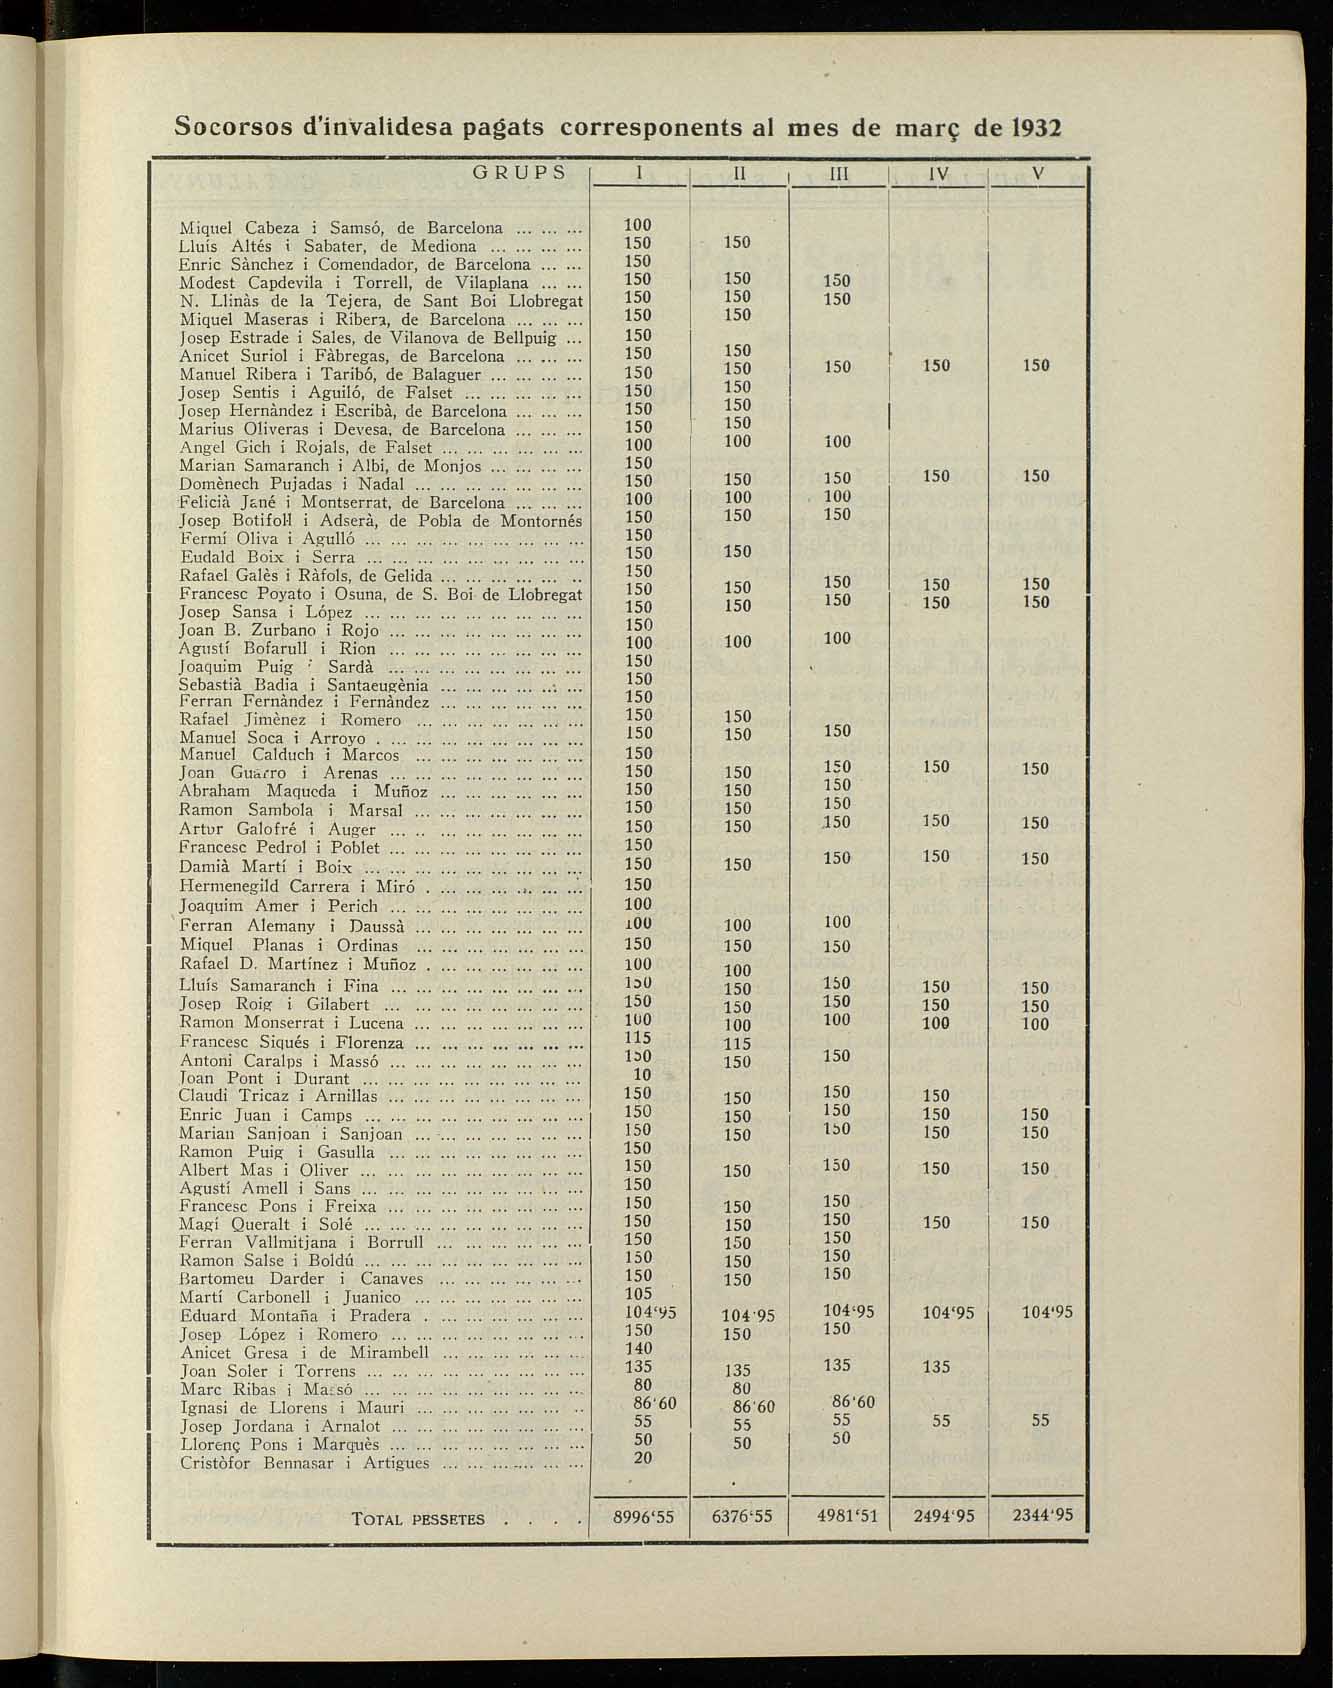 Socorsos d'invalidesa pagats corresponents al mes de març de 1932
GRUPS I II III IV V
Miquel Cabeza i Samsó, de Barcelona ... ... ... 100
Lluís Altés i Sabater, de Mediona ... ... ... ... 150 150
Enric Sànchez i Comendador, de Barcelona ... ... 150
Modest Capdevila i Torrell, de Vilaplana ... ... 150 150 150
N. Llinàs de la Tejera, de Sant Boi Llobregat 150 150 150
Miquel Maseras i Ribera, de Barcelona ... ... ... 150 150
Josep Estrade i Sales, de Vilanova de Bellpuig ... 150
Anicet Suriol i Fàbregas, de Barcelona ... ... ... 150 150
Manuel Ribera i Taribó, de Balaguer ... ... ... ... 150 150 150 150 150
Josep Sentis i Aguiló, de Falset ... ... ... ... ... 150 150
Josep Hernàndez i Escribà, de Barcelona ... ... ... 150 150
Marius Oliveras i Devesa, de Barcelona ... ... ... 150 150
Angel Gich i Rojals, de Falset ... ... ... ... ... ... 100 100 100
Marian Samaranch i Albi, de Monjos ... ... ... ... 150
Domènech Pujadas i Nadal ... ... ... ... ... ... ... 150 150 150 150 150
Felicià Jané i Montserrat, de Barcelona ... ... ... 100 100 100
Josep Botifoll i Adserà, de Pobla de Montornés 150 150 150
Fermí Oliva i Agulló ... ... ... ... ... ... ... ... ... 150
Eudald Boix i Serra ... ... ... ... ... ... ... ... ... 150 150
Rafael Galès i Ràfols, de Gelida ... ... ... ... ... .. 150
Francesc Poyato i Osuna, de S. Boi de Llobregat 150 150 150 150 150
Josep Sansa i López ... ... ... ... ... ... ... ... ... 150 150 150 150 150
Joan B. Zurbano i Rojo ... ... ... ... ... ... ... ... 150
Agustí Bofarull i Rion ... ... ... ... ... ... ... ... 100 100 100
Joaquim Puig i Sardà ... ... ... ... ... ... ... ... 150
Sebastià Badia i Santaeugènia ... ... ... ... ... ... 150
Ferran Fernàndez i Fernàndez ... ... ... ... ... ... 150
Rafael Jimènez i Romero ... ... ... ... ... ... ... 150 150
Manuel Soca i Arroyo . ... ... ... ... ... ... ... ... 150 150 150
Manuel Calduch i Marcos ... ... ... ... ... ... ... 150
Joan Guarro i Arenas ... ... ... ... ... ... ... ... 150 150 150 150 150
Abraham Maqueda i Muñoz ... ... ... ... ... ... 150 150 150
Ramon Sambola i Marsal ... ... ... ... ... ... ... 150 150 150
Artur Galofré i Auger ... .. ... ... ... ... ... ... 150 150 150 150 150
Francesc Pedrol i Poblet ... ... ... ... ... ... ... ... 150
Damià Martí i Boix ... ... ... ... ... ... ... ... ... 150 150 150 150 150
Hermenegild Carrera i Miró . ... ... ... ... ... ... 150
Joaquim Amer i Perich ... ... ... ... ... ... ... ... 100
Ferran Alemany i Daussà ... ... ... ... ... ... ... 100 100 100
Miquel Planas i Ordinas ... ... ... ... ... ... ... 150 150 150
Rafael D. Martínez i Muñoz . ... ... ... ... ... ... 100 100
Lluís Samaranch i Fina ... ... ... ... ... ... ... ... 150 150 150 150 150
Josep Roig i Gilabert ... ... ... ... ... ... ... ... 150 150 150 150 150
Ramon Monserrat i Lucena ... ... ... ... ... ... ... 100 100 100 100 100
Francesc Siqués i Florenza ... ... ... ... ... ... ... 115 115
Antoni Caralps i Massó ... ... ... ... ... ... ... ... 150 150 150
Joan Pont i Durant ... ... ... ... ... ... ... ... ... 10
Claudi Tricaz i Arnillas ... ... ... ... ... ... ... ... 150 150 150 150
Enric Juan i Camps ... ... ... ... ... ... ... ... ... 150 150 150 150 150
Marian Sanjoan i Sanjoan ... ... ... ... ... ... ... 150 150 150 150 150
Ramon Puig i Gasulla ... ... ... ... ... ... ... ... 150
Albert Mas i Oliver ... ... ... ... ... ... ... ... ... 150 150 150 150 150
Agustí Amell i Sans ... ... ... ... ... ... ... ... ... 150
Francesc Pons i Freixa ... ... ... ... ... ... ... ... 150 150 150
Magí Queralt i Solé ... ... ... ... ... ... ... ... ... 150 150 150 150 150
Ferran Vallmitjana i Borrull ... ... ... ... ... ... 150 150 150
Ramon Salse i Boldú ... ... ... ... ... ... ... ... ... 150 150 150
Bartomeu Darder i Canaves ... ... ... ... ... ... 150 150 150
Martí Carbonell i Juanico ... ... ... ... ... ... ... 105
Eduard Montaña i Pradera . ... ... ... ... ... ... 104'95 104'95 104'95 104'95 104'95
Josep López i Romero ... ... ... ... ... ... ... ... 150 150 150
Anicet Gresa i de Mirambell ... ... ... ... ... ... 140
Joan Soler i Torrens ... ... ... ... ... ... ... ... ... 135 135 135 135
Marc Ribas i Massó ... ... ... ... ... ... ... ... ... 80 80
Ignasi de Llorens i Mauri ... ... ... ... ... ... .. 86'60 86'60 86'60
Josep Jordana i Arnalot ... ... ... ... ... ... ... ... 55 55 55 55 55
Llorenç Pons i Marquès ... ... ... ... ... ... ... ... 50 50 50
Cristòfor Bennasar i Artigues ... ... ... ... ... ... 20
TOTAL PESSETES . . . . 8996'55 6376'55 4981'51 2494'95 2344'95